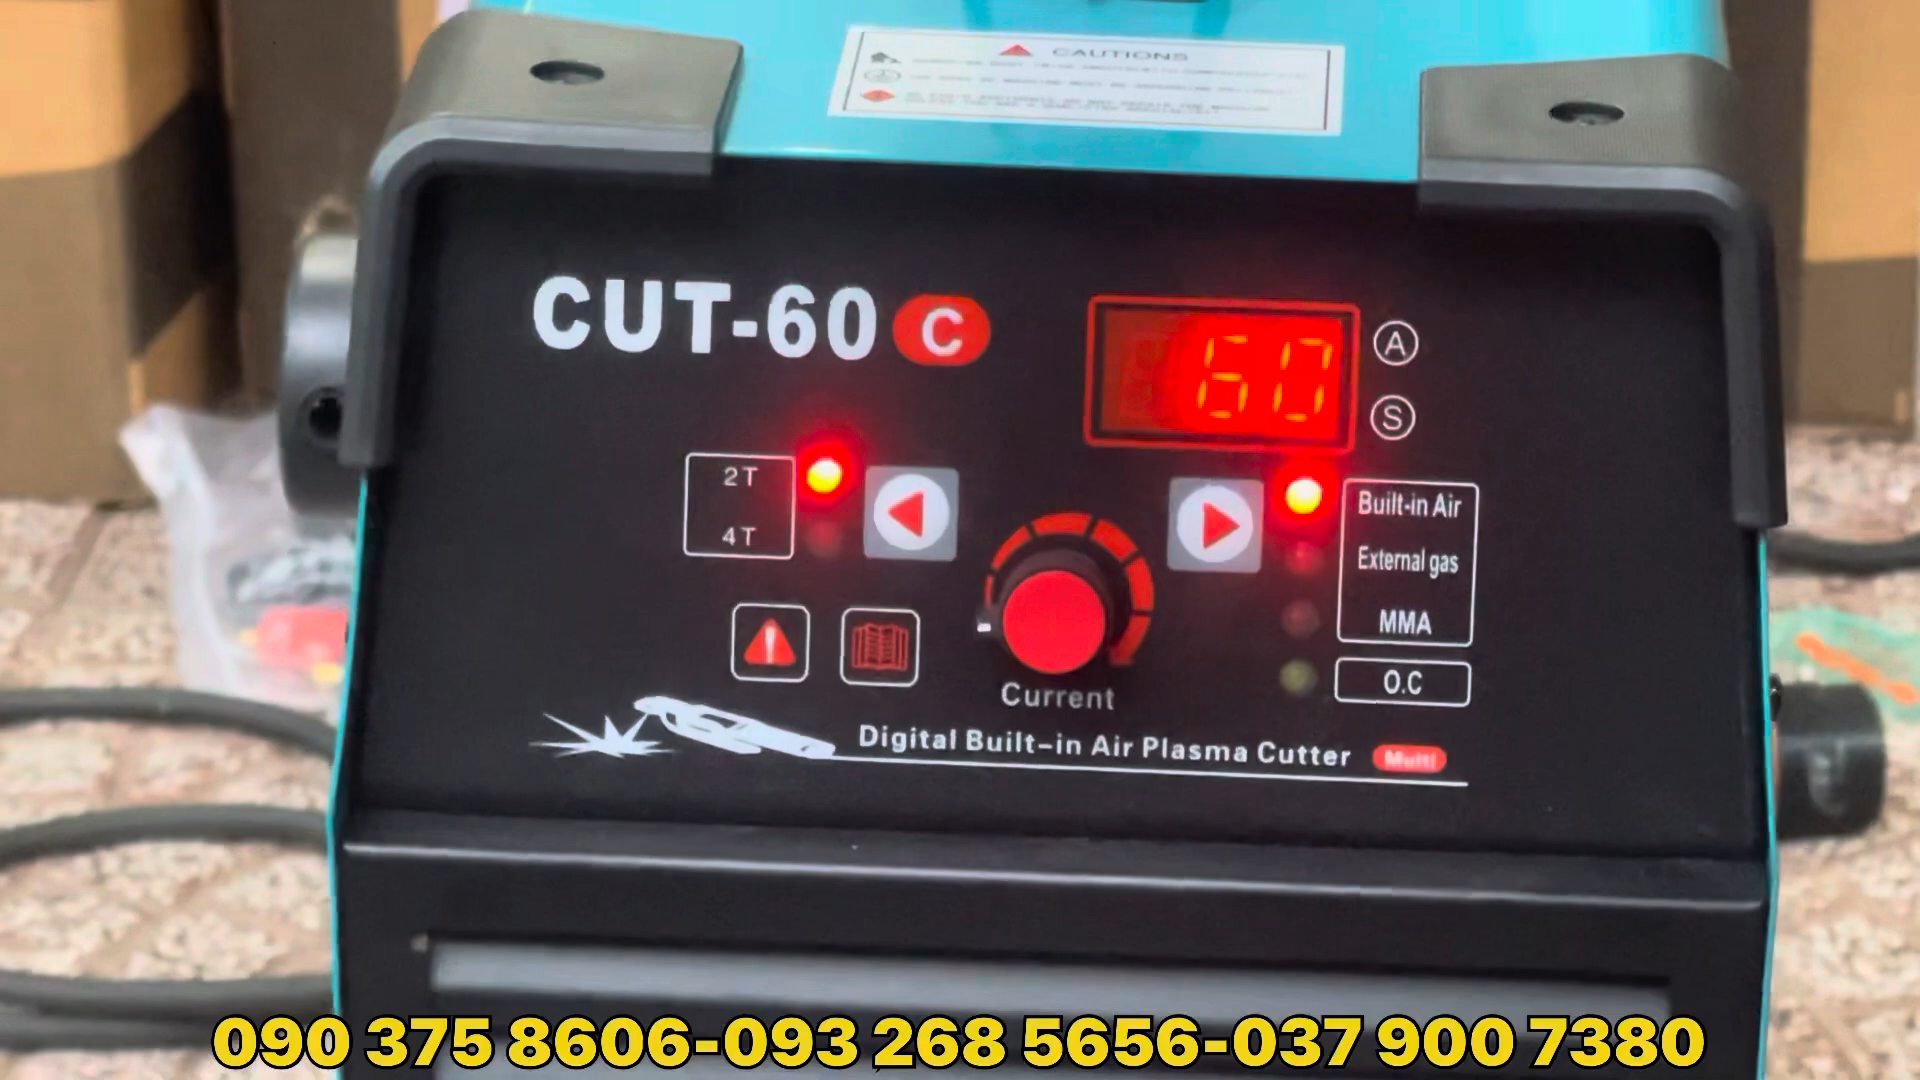 CAUTIONS
CUT-60 C
60
A
S
2T
4T
Built-in Air
External gas
MMA
O.C
Current
Digital Built-in Air Plasma Cutter Multi
090 375 8606-093 268 5656-037 900 7380